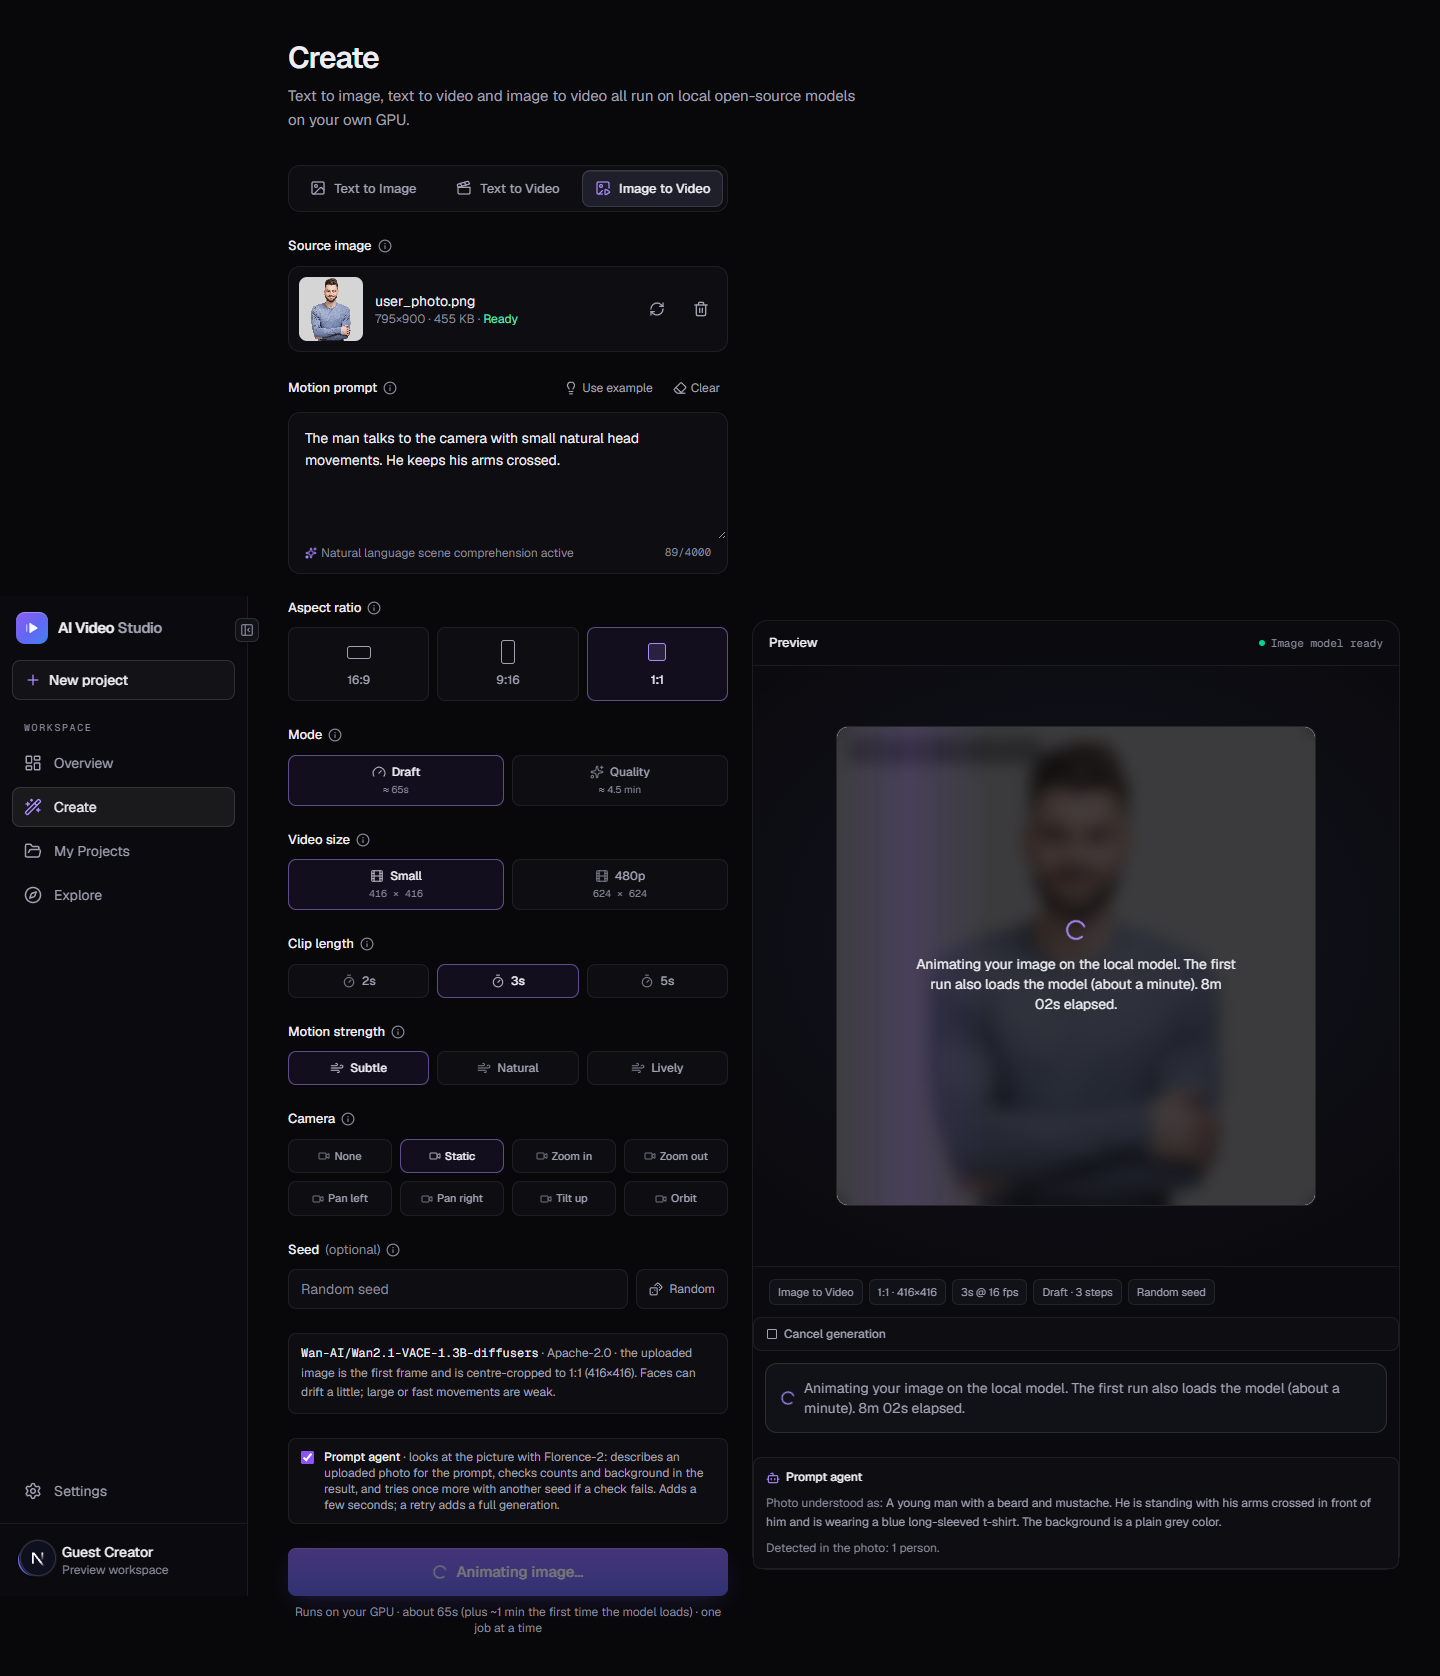 Create
Text to image, text to video and image to video all run on local open-source models
on your own GPU.
Text to Image
Text to Video
Image to Video
Source image
user_photo.png
795×900 · 455 KB · Ready
Motion prompt
Use example
Clear
The man talks to the camera with small natural head
movements. He keeps his arms crossed.
Natural language scene comprehension active
89/4000
AI Video Studio
New project
WORKSPACE
Overview
Create
My Projects
Explore
Settings
Guest Creator
Preview workspace
Aspect ratio
16:9
9:16
1:1
Mode
Draft
≈ 65s
Quality
≈ 4.5 min
Video size
Small
416 × 416
480p
624 × 624
Clip length
2s
3s
5s
Motion strength
Subtle
Natural
Lively
Camera
None
Static
Zoom in
Zoom out
Pan left
Pan right
Tilt up
Orbit
Seed (optional)
Random seed
Random
Wan-AI/Wan2.1-VACE-1.3B-diffusers · Apache-2.0 · the uploaded
image is the first frame and is centre-cropped to 1:1 (416×416). Faces can
drift a little; large or fast movements are weak.
Prompt agent · looks at the picture with Florence-2: describes an
uploaded photo for the prompt, checks counts and background in the
result, and tries once more with another seed if a check fails. Adds a
few seconds; a retry adds a full generation.
Animating image...
Runs on your GPU · about 65s (plus ~1 min the first time the model loads) · one
job at a time
Preview
Image model ready
Animating your image on the local model. The first
run also loads the model (about a minute). 8m
02s elapsed.
Image to Video
1:1 · 416×416
3s @ 16 fps
Draft · 3 steps
Random seed
Cancel generation
Animating your image on the local model. The first run also loads the model (about a
minute). 8m 02s elapsed.
Prompt agent
Photo understood as: A young man with a beard and mustache. He is standing with his arms crossed in front of
him and is wearing a blue long-sleeved t-shirt. The background is a plain grey color.
Detected in the photo: 1 person.